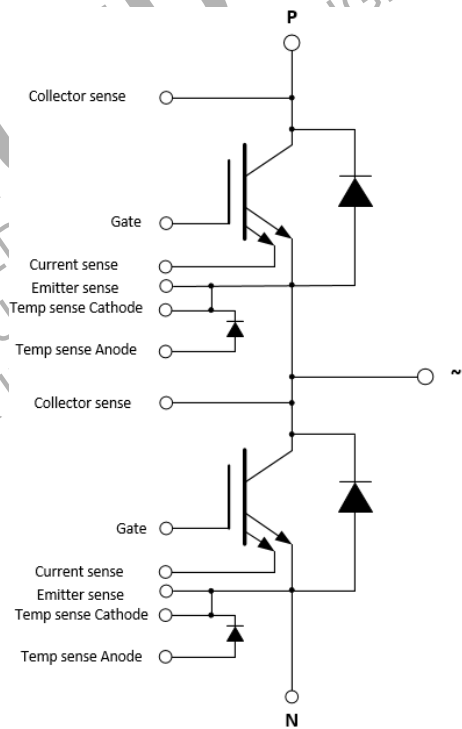 P
Collector sense
Gate
Current sense
Emitter sense
Temp sense Cathode
Temp sense Anode
~
Collector sense
Gate
Current sense
Emitter sense
Temp sense Cathode
Temp sense Anode
N